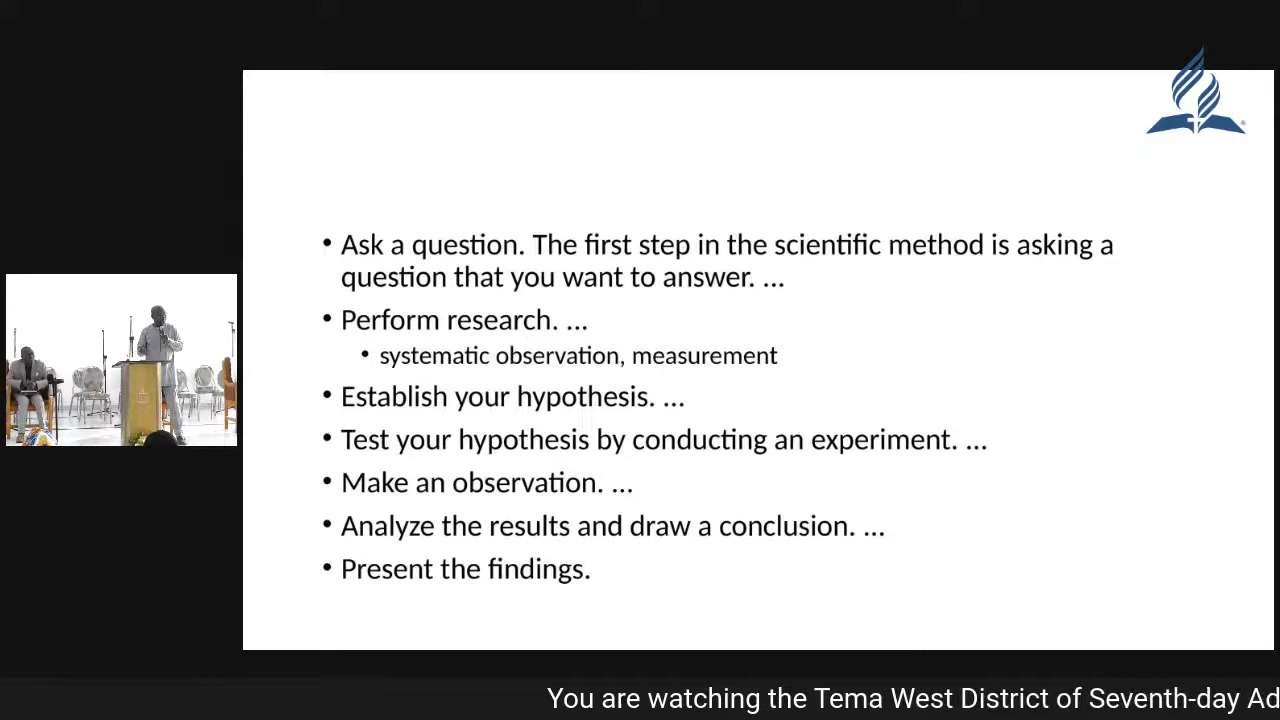 • Ask a question. The first step in the scientific method is asking a
question that you want to answer. ...
• Perform research. ...
• systematic observation, measurement
• Establish your hypothesis. ...
• Test your hypothesis by conducting an experiment. ...
• Make an observation. ...
• Analyze the results and draw a conclusion. ...
• Present the findings.
You are watching the Tema West District of Seventh-day Ad